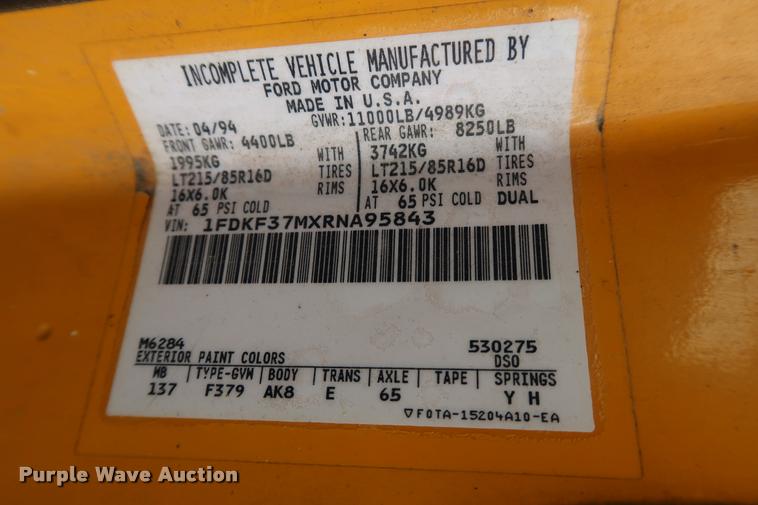 INCOMPLETE VEHICLE MANUFACTURED BY
FORD MOTOR COMPANY
MADE IN U.S.A.
DATE: 04/94 GVWR: 11000LB/4989KG
FRONT GAWR: 4400LB REAR GAWR: 8250LB
1995KG WITH 3742KG WITH
LT215/85R16D TIRES LT215/85R16D TIRES
16X6.0K RIMS 16X6.0K RIMS
AT 65 PSI COLD AT 65 PSI COLD DUAL
VIN: 1FDKF37MXRNA95843
M6284 530275
EXTERIOR PAINT COLORS DSO
WB TYPE-GVW BODY TRANS AXLE TAPE SPRINGS
137 F379 AK8 E 65 Y H
▽F0TA-15204A10-EA
Purple Wave Auction